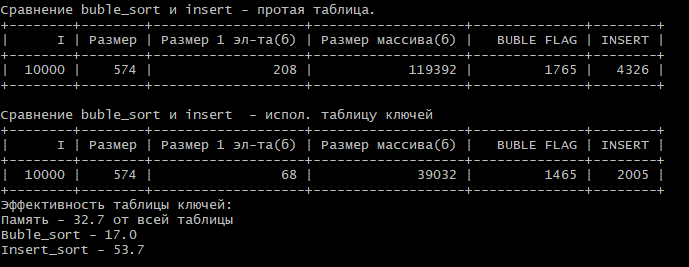 Сравнение buble_sort и insert - протая таблица.
+--------+--------+------------------+------------------+--------------+--------+
|      I | Размер | Размер 1 эл-та(б) | Размер массива(б) |   BUBLE FLAG | INSERT |
+--------+--------+------------------+------------------+--------------+--------+
|  10000 |    574 |               208 |            119392 |         1765 |   4326 |
+--------+--------+------------------+------------------+--------------+--------+
Сравнение buble_sort и insert  - испол. таблицу ключей
+--------+--------+------------------+------------------+--------------+--------+
|      I | Размер | Размер 1 эл-та(б) | Размер массива(б) |   BUBLE FLAG | INSERT |
+--------+--------+------------------+------------------+--------------+--------+
|  10000 |    574 |                68 |             39032 |         1465 |   2005 |
+--------+--------+------------------+------------------+--------------+--------+
Эффективность таблицы ключей:
Память - 32.7 от всей таблицы
Buble_sort - 17.0
Insert_sort - 53.7